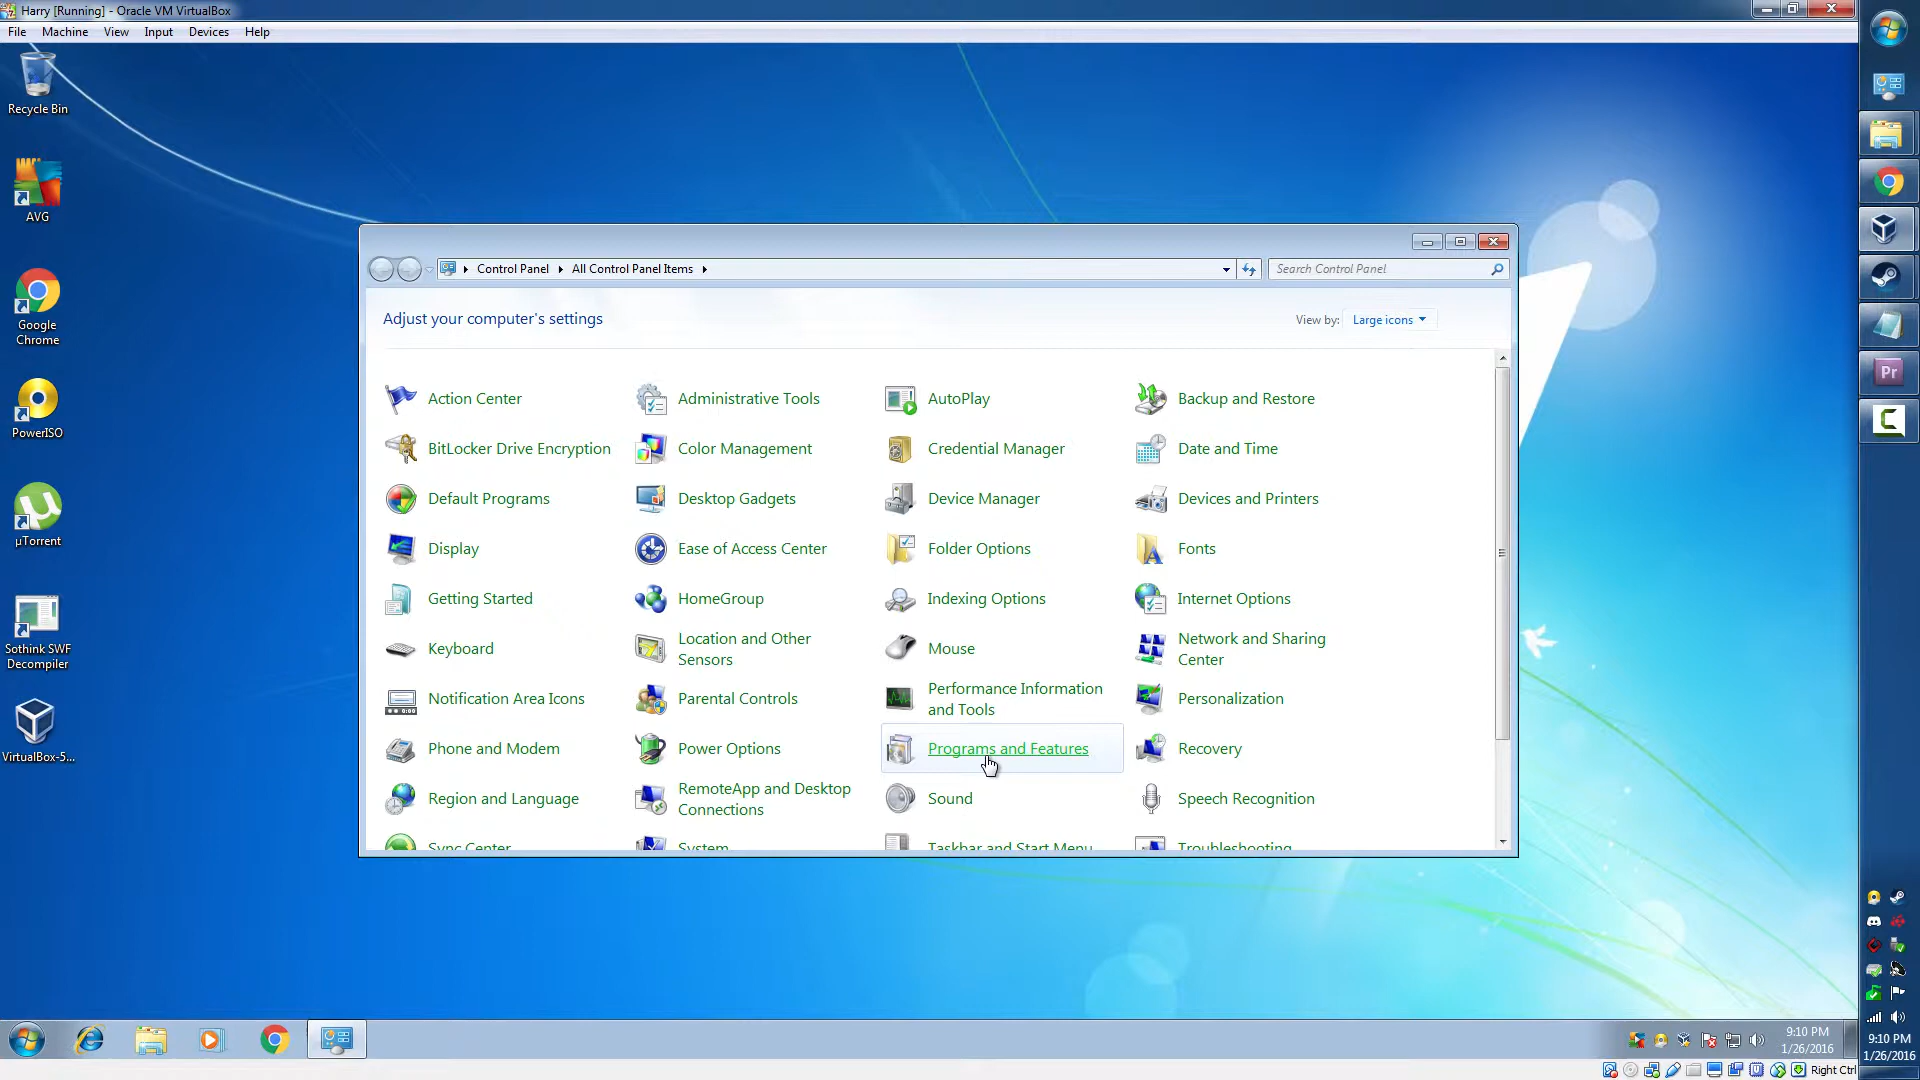 Harry [Running] - Oracle VM VirtualBox
File Machine View Input Devices Help
Recycle Bin
AVG
Google
Chrome
PowerISO
µTorrent
Sothink SWF
Decompiler
VirtualBox-5...
Control Panel All Control Panel Items
Search Control Panel
Adjust your computer's settings
View by: Large icons
Action Center
Administrative Tools
AutoPlay
Backup and Restore
BitLocker Drive Encryption
Color Management
Credential Manager
Date and Time
Default Programs
Desktop Gadgets
Device Manager
Devices and Printers
Display
Ease of Access Center
Folder Options
Fonts
Getting Started
HomeGroup
Indexing Options
Internet Options
Keyboard
Location and Other
Sensors
Mouse
Network and Sharing
Center
Notification Area Icons
Parental Controls
Performance Information
and Tools
Personalization
Phone and Modem
Power Options
Programs and Features
Recovery
Region and Language
RemoteApp and Desktop
Connections
Sound
Speech Recognition
Sync Center
System
Taskbar and Start Menu
Troubleshooting
Pr
9:10 PM
1/26/2016
Right Ctrl
9:10 PM
1/26/2016